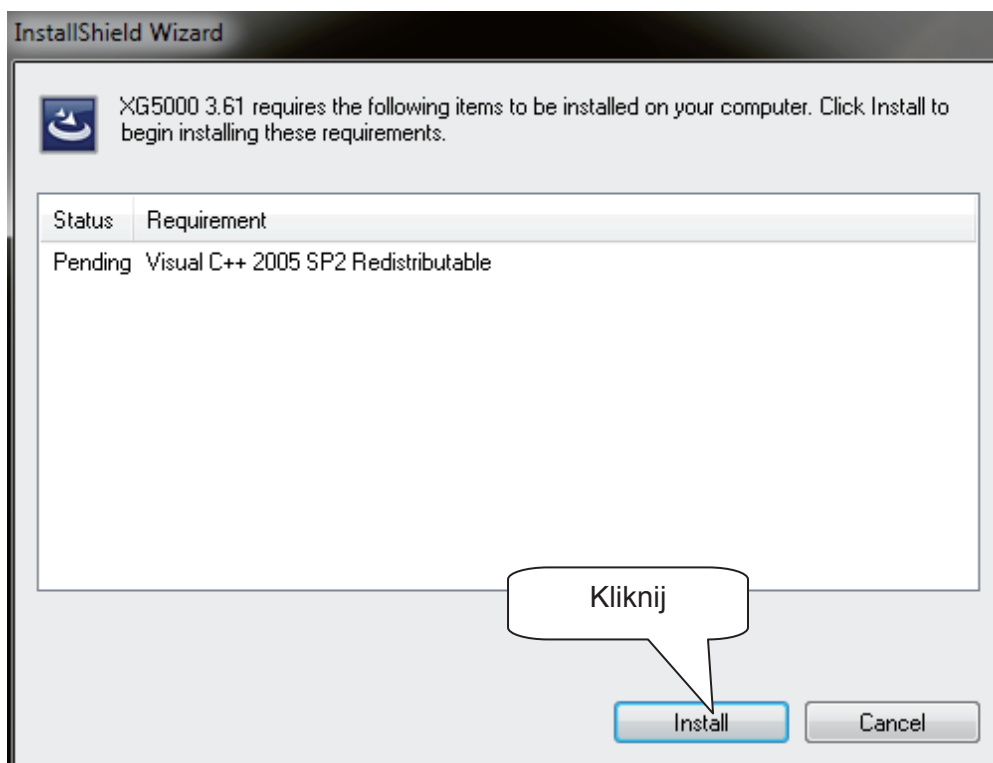 InstallShield Wizard
XG5000 3.61 requires the following items to be installed on your computer. Click Install to
begin installing these requirements.
Status Requirement
Pending Visual C++ 2005 SP2 Redistributable
Kliknij
Install Cancel